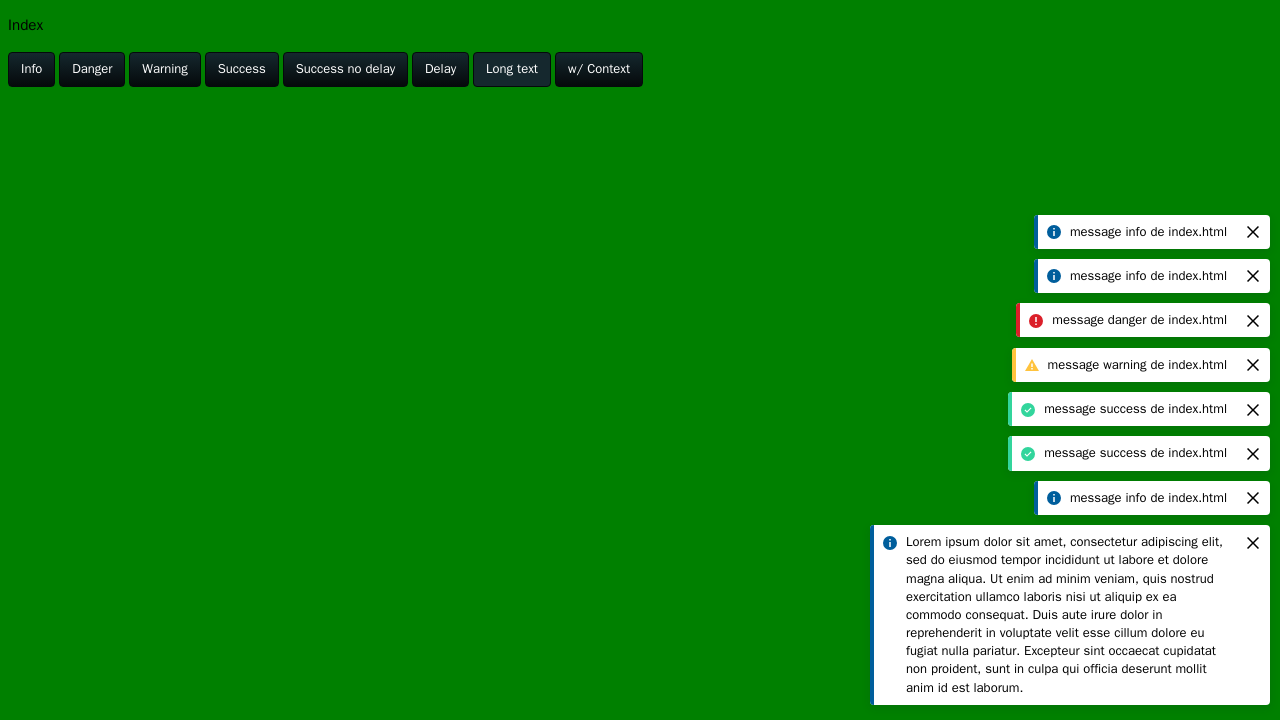 Index
Info Danger Warning Success Success no delay Delay Long text w/ Context
message info de index.html
message info de index.html
message danger de index.html
message warning de index.html
message success de index.html
message success de index.html
message info de index.html
Lorem ipsum dolor sit amet, consectetur adipiscing elit,
sed do eiusmod tempor incididunt ut labore et dolore
magna aliqua. Ut enim ad minim veniam, quis nostrud
exercitation ullamco laboris nisi ut aliquip ex ea
commodo consequat. Duis aute irure dolor in
reprehenderit in voluptate velit esse cillum dolore eu
fugiat nulla pariatur. Excepteur sint occaecat cupidatat
non proident, sunt in culpa qui officia deserunt mollit
anim id est laborum.